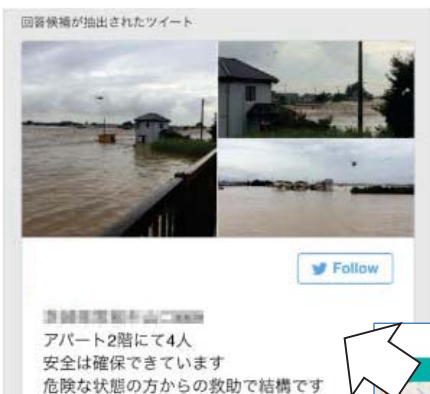 回答候補が抽出されたツイート
Follow
アパート2階にて4人
安全は確保できています
危険な状態の方からの救助で結構です